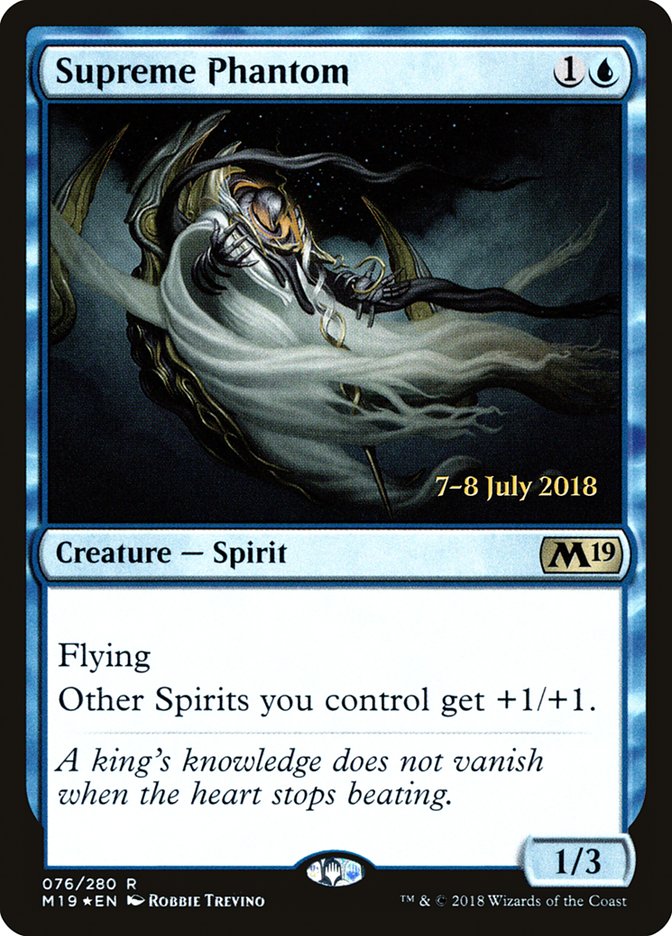 Supreme Phantom 1
7–8 July 2018
Creature — Spirit M19
Flying
Other Spirits you control get +1/+1.
A king's knowledge does not vanish
when the heart stops beating.
1/3
076/280 R
M19 ★ EN Robbie Trevino ™ & © 2018 Wizards of the Coast